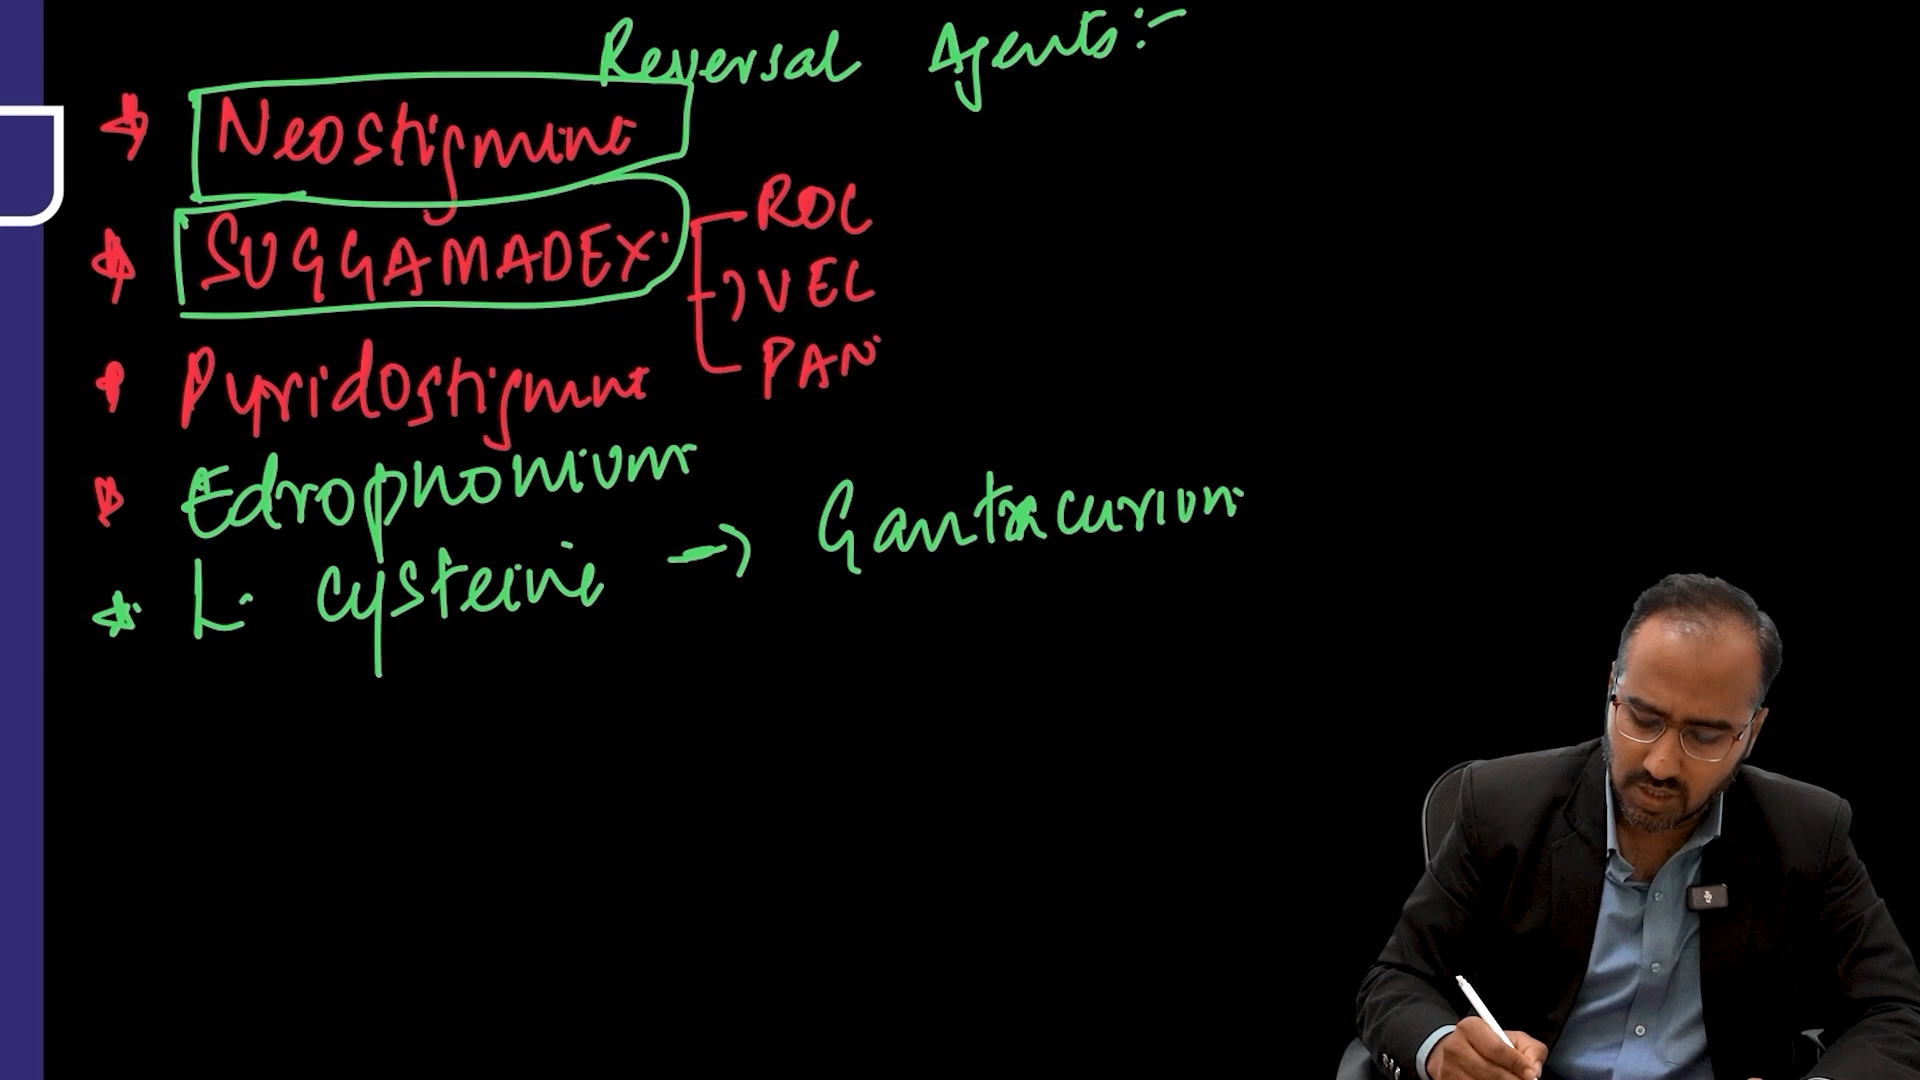 Reversal Agents:-
Neostigmine
SUGGAMADEX
ROC
VEC
PAN
Pyridostigmine
Edrophonium
L. cysteine → Gantacurium